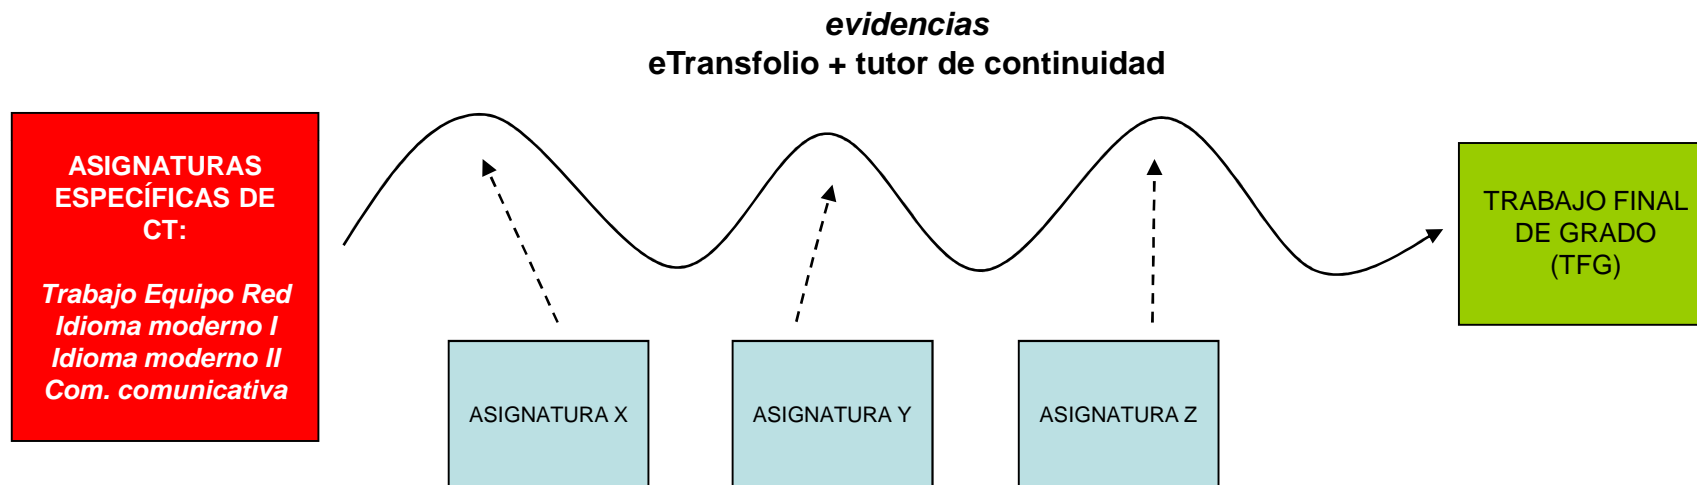 evidencias
eTransfolio + tutor de continuidad
ASIGNATURAS
ESPECÍFICAS DE
CT:
Trabajo Equipo Red
Idioma moderno I
Idioma moderno II
Com. comunicativa
ASIGNATURA X
ASIGNATURA Y
ASIGNATURA Z
TRABAJO FINAL
DE GRADO
(TFG)